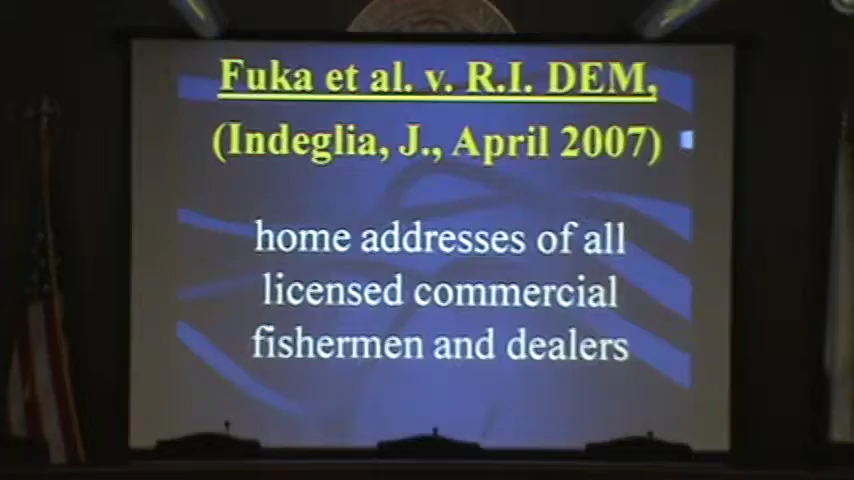 Fuka et al. v. R.I. DEM,
(Indeglia, J., April 2007)
home addresses of all
licensed commercial
fishermen and dealers